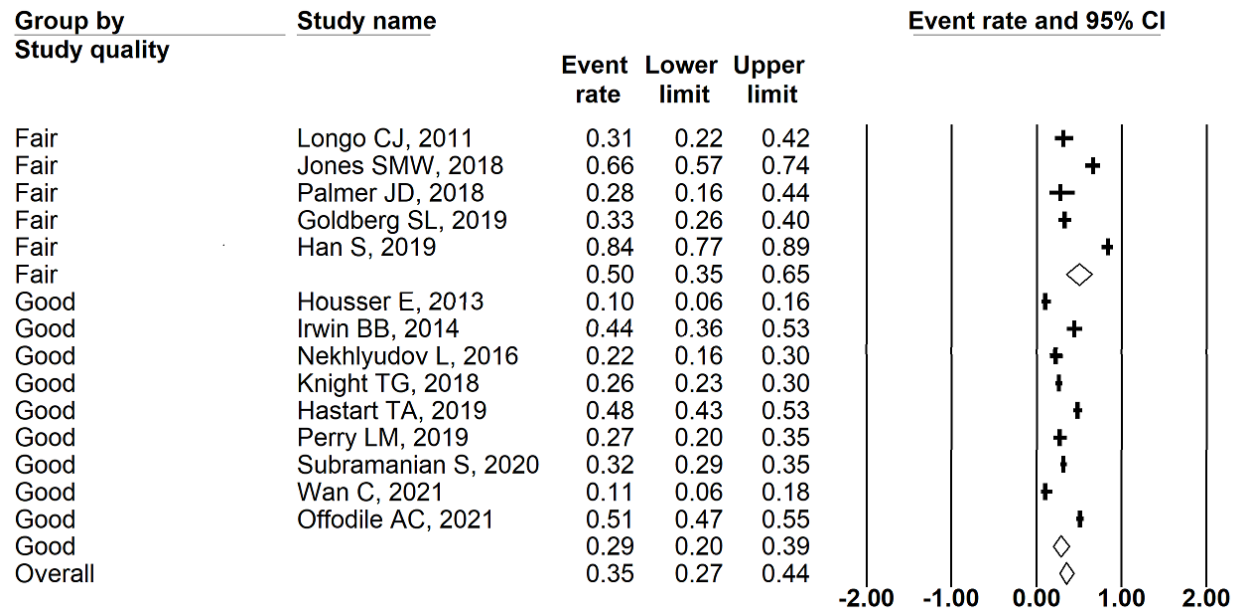 Group by Study name Event rate and 95% CI
Study quality
Event Lower Upper
rate limit limit
Fair Longo CJ, 2011 0.31 0.22 0.42
Fair Jones SMW, 2018 0.66 0.57 0.74
Fair Palmer JD, 2018 0.28 0.16 0.44
Fair Goldberg SL, 2019 0.33 0.26 0.40
Fair Han S, 2019 0.84 0.77 0.89
Fair 0.50 0.35 0.65
Good Housser E, 2013 0.10 0.06 0.16
Good Irwin BB, 2014 0.44 0.36 0.53
Good Nekhlyudov L, 2016 0.22 0.16 0.30
Good Knight TG, 2018 0.26 0.23 0.30
Good Hastart TA, 2019 0.48 0.43 0.53
Good Perry LM, 2019 0.27 0.20 0.35
Good Subramanian S, 2020 0.32 0.29 0.35
Good Wan C, 2021 0.11 0.06 0.18
Good Offodile AC, 2021 0.51 0.47 0.55
Good 0.29 0.20 0.39
Overall 0.35 0.27 0.44
-2.00 -1.00 0.00 1.00 2.00